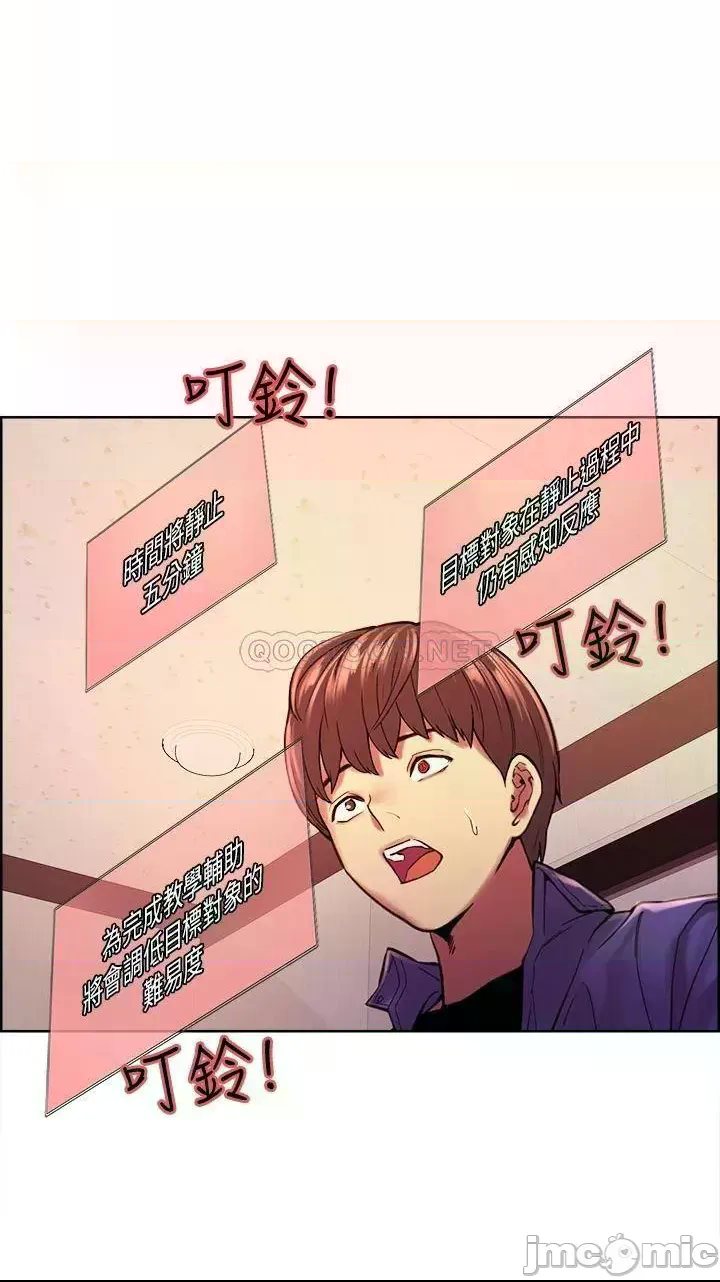 叮鈴!
時間將靜止
五分鐘
目標對象在靜止過程中
仍有感知反應
叮鈴!
為完成教學輔助
將會調低目標對象的
難易度
叮鈴!
jmcomic